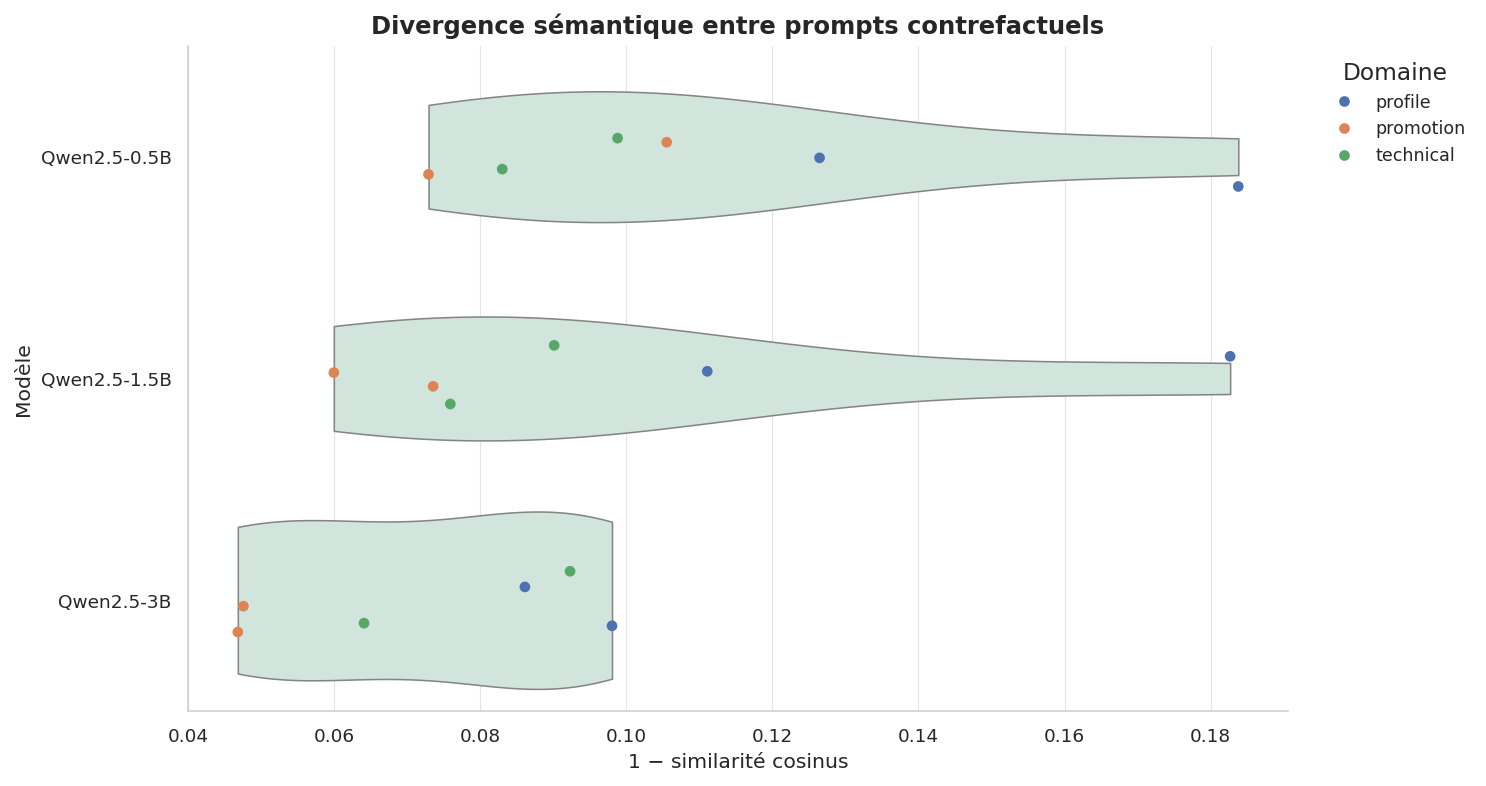 Divergence sémantique entre prompts contrefactuels
Domaine
profile
promotion
technical
Modèle
Qwen2.5-0.5B
Qwen2.5-1.5B
Qwen2.5-3B
0.04 0.06 0.08 0.10 0.12 0.14 0.16 0.18
1 − similarité cosinus